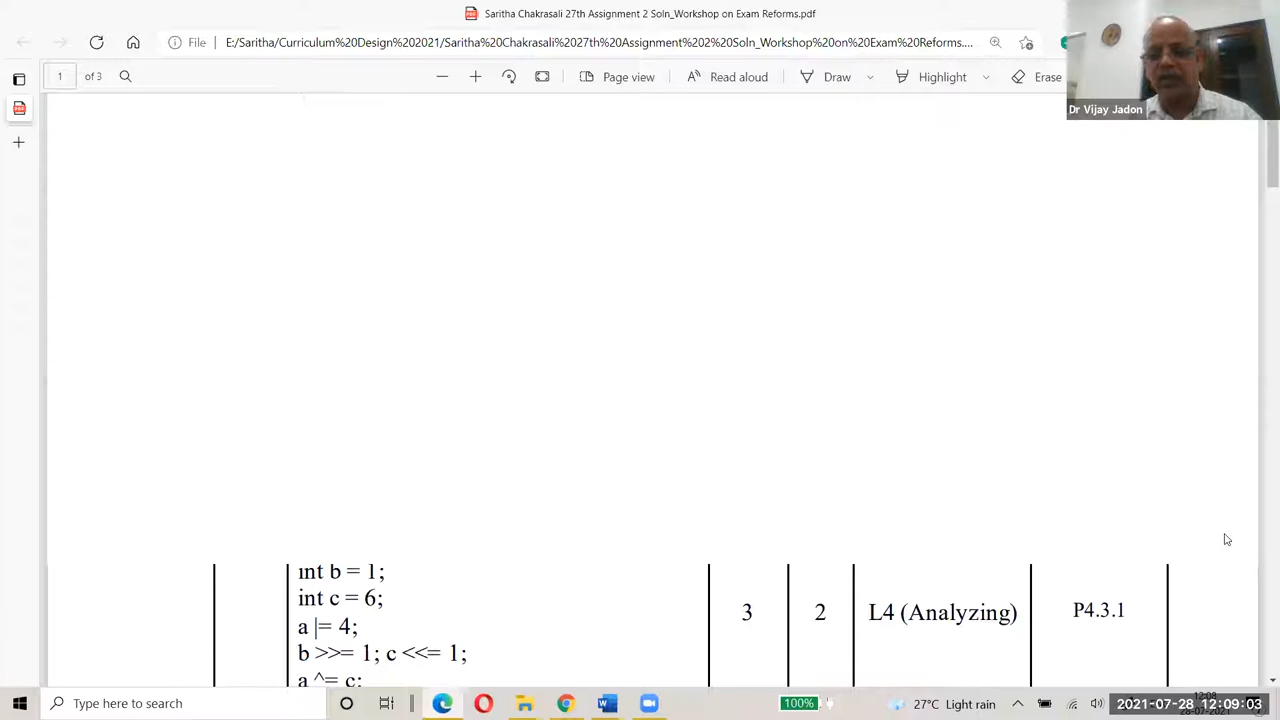 Saritha Chakrasali 27th Assignment 2 Soln_Workshop on Exam Reforms.pdf
File
E:/Saritha/Curriculum%20Design%202021/Saritha%20Chakrasali%2027th%20Assignment%202%20Soln_Workshop%20on%20Exam%20Reforms....
1 of 3
Page view
Read aloud
Draw
Highlight
Erase
Dr Vijay Jadon
int b = 1;
int c = 6;
a |= 4;
b >>= 1; c <<= 1;
a ^= c;
3
2
L4 (Analyzing)
P4.3.1
Type here to search
100%
27°C Light rain
12:08
2021-07-28 12:09:03